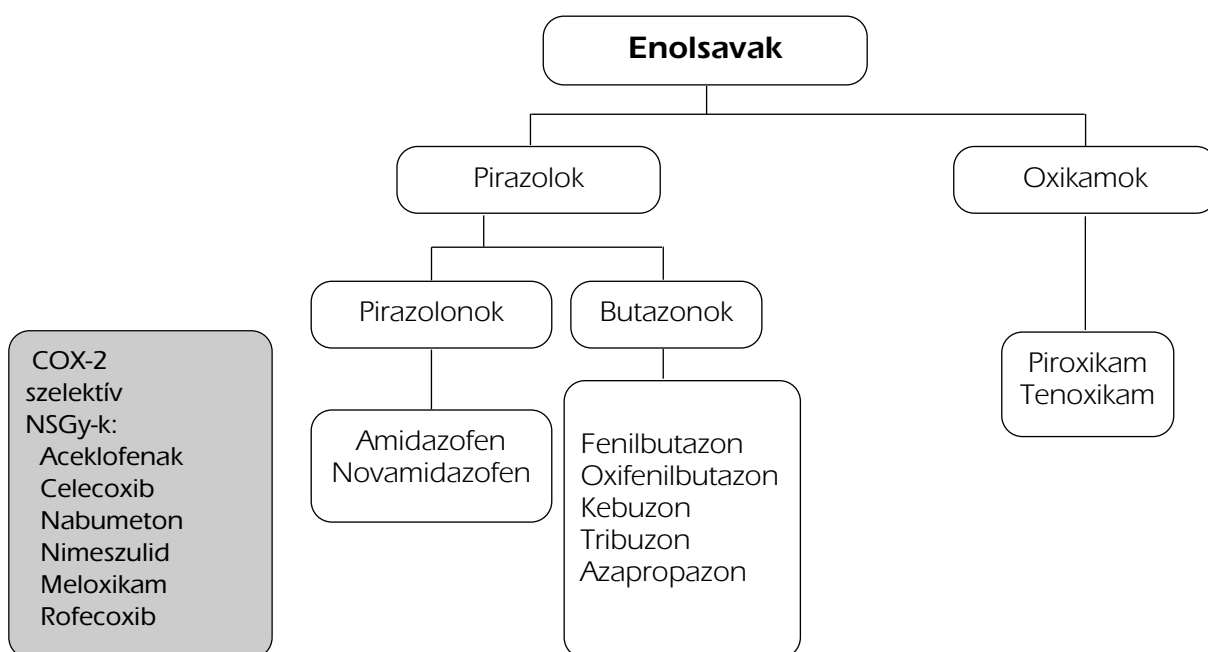 Enolsavak
Pirazolok
Oxikamok
Pirazolonok
Butazonok
COX-2
szelektív
NSGy-k:
Aceklofenak
Celecoxib
Nabumeton
Nimeszulid
Meloxikam
Rofecoxib
Amidazofen
Novamidazofen
Fenilbutazon
Oxifenilbutazon
Kebuzon
Tribuzon
Azapropazon
Piroxikam
Tenoxikam